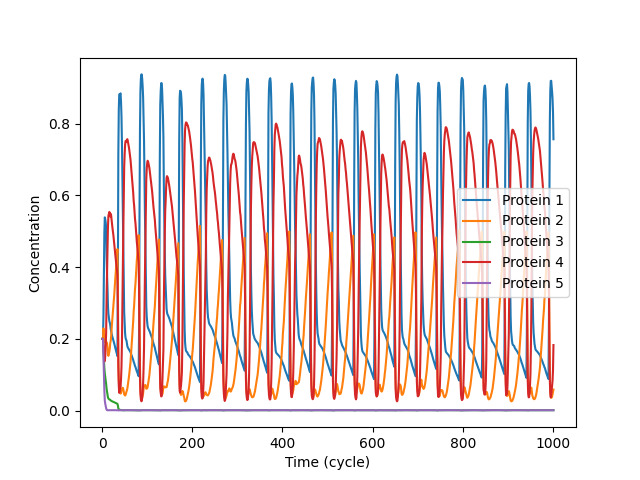 0.8
0.6
0.4
0.2
0.0
Concentration
0 200 400 600 800 1000
Time (cycle)
Protein 1
Protein 2
Protein 3
Protein 4
Protein 5